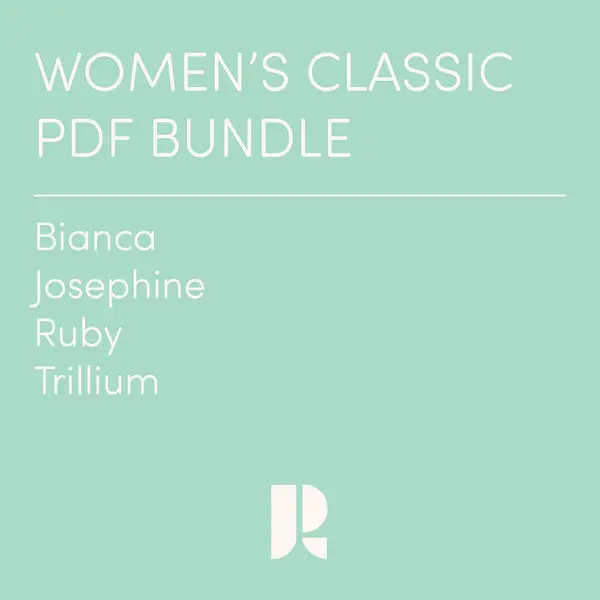 WOMEN’S CLASSIC
PDF BUNDLE
Bianca
Josephine
Ruby
Trillium